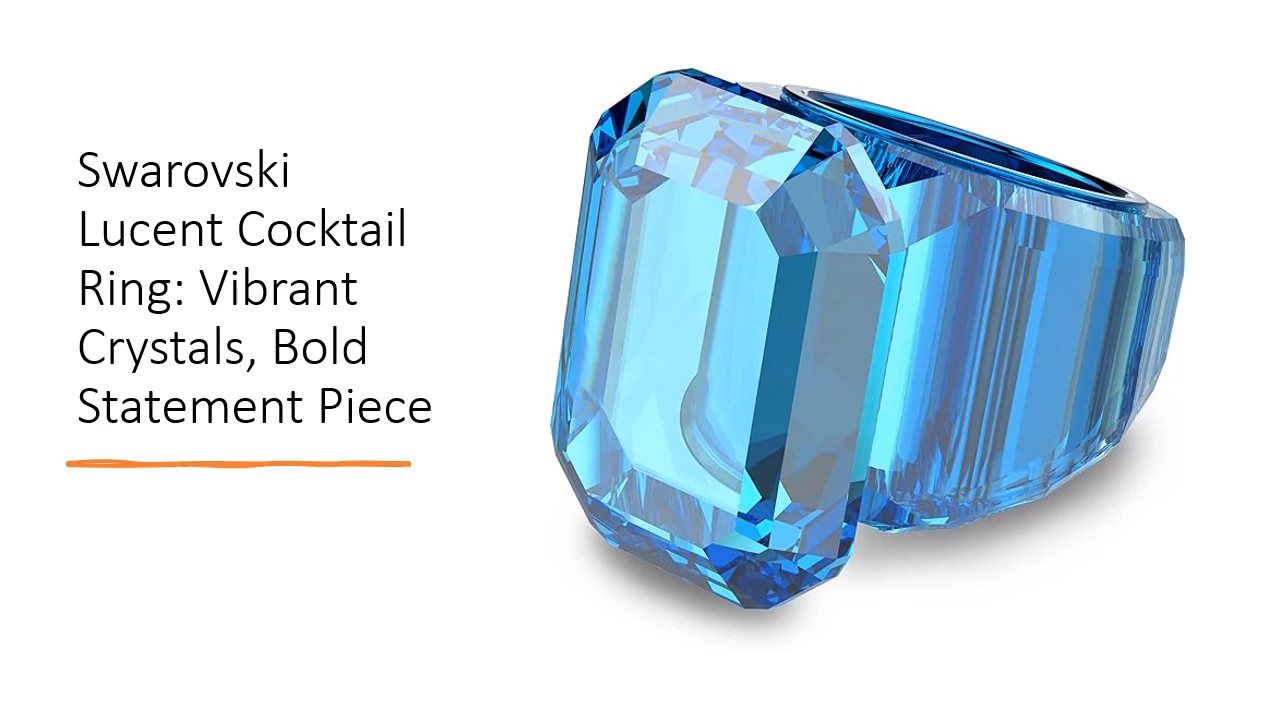 Swarovski
Lucent Cocktail
Ring: Vibrant
Crystals, Bold
Statement Piece